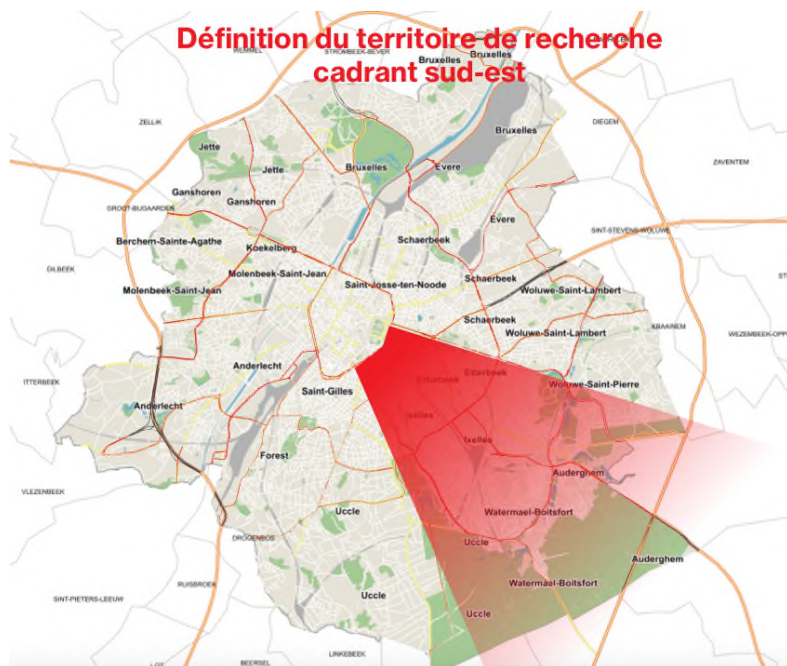 Définition du territoire de recherche
cadrant sud-est
WEMMEL
STROMBEEK-BEVER
Bruxelles
Bruxelles
Bruxelles
ZELLIK
DIEGEM
Jette
Bruxelles
ZAVENTEM
Jette
Bruxelles
Evere
Ganshoren
Ganshoren
GROOT-BIJGAARDEN
Evere
SINT-STEVENS-WOLUWE
Berchem-Sainte-Agathe
Koekelberg
Schaerbeek
DILBEEK
Molenbeek-Saint-Jean
Schaerbeek
Molenbeek-Saint-Jean
Saint-Josse-ten-Noode
Woluwe-Saint-Lambert
Schaerbeek
KRAAINEM
Woluwe-Saint-Lambert
WEZEMBEEK-OPP
Anderlecht
Etterbeek
Etterbeek
ITTERBEEK
Saint-Gilles
Woluwe-Saint-Pierre
Anderlecht
Ixelles
Ixelles
Forest
Auderghem
VLEZENBEEK
Uccle
Watermael-Boitsfort
DROGENBOS
Uccle
Auderghem
RUISBROEK
Watermael-Boitsfort
SINT-PIETERS-LEEUW
Uccle
Uccle
LINKEBEEK
BEERSEL
LOT